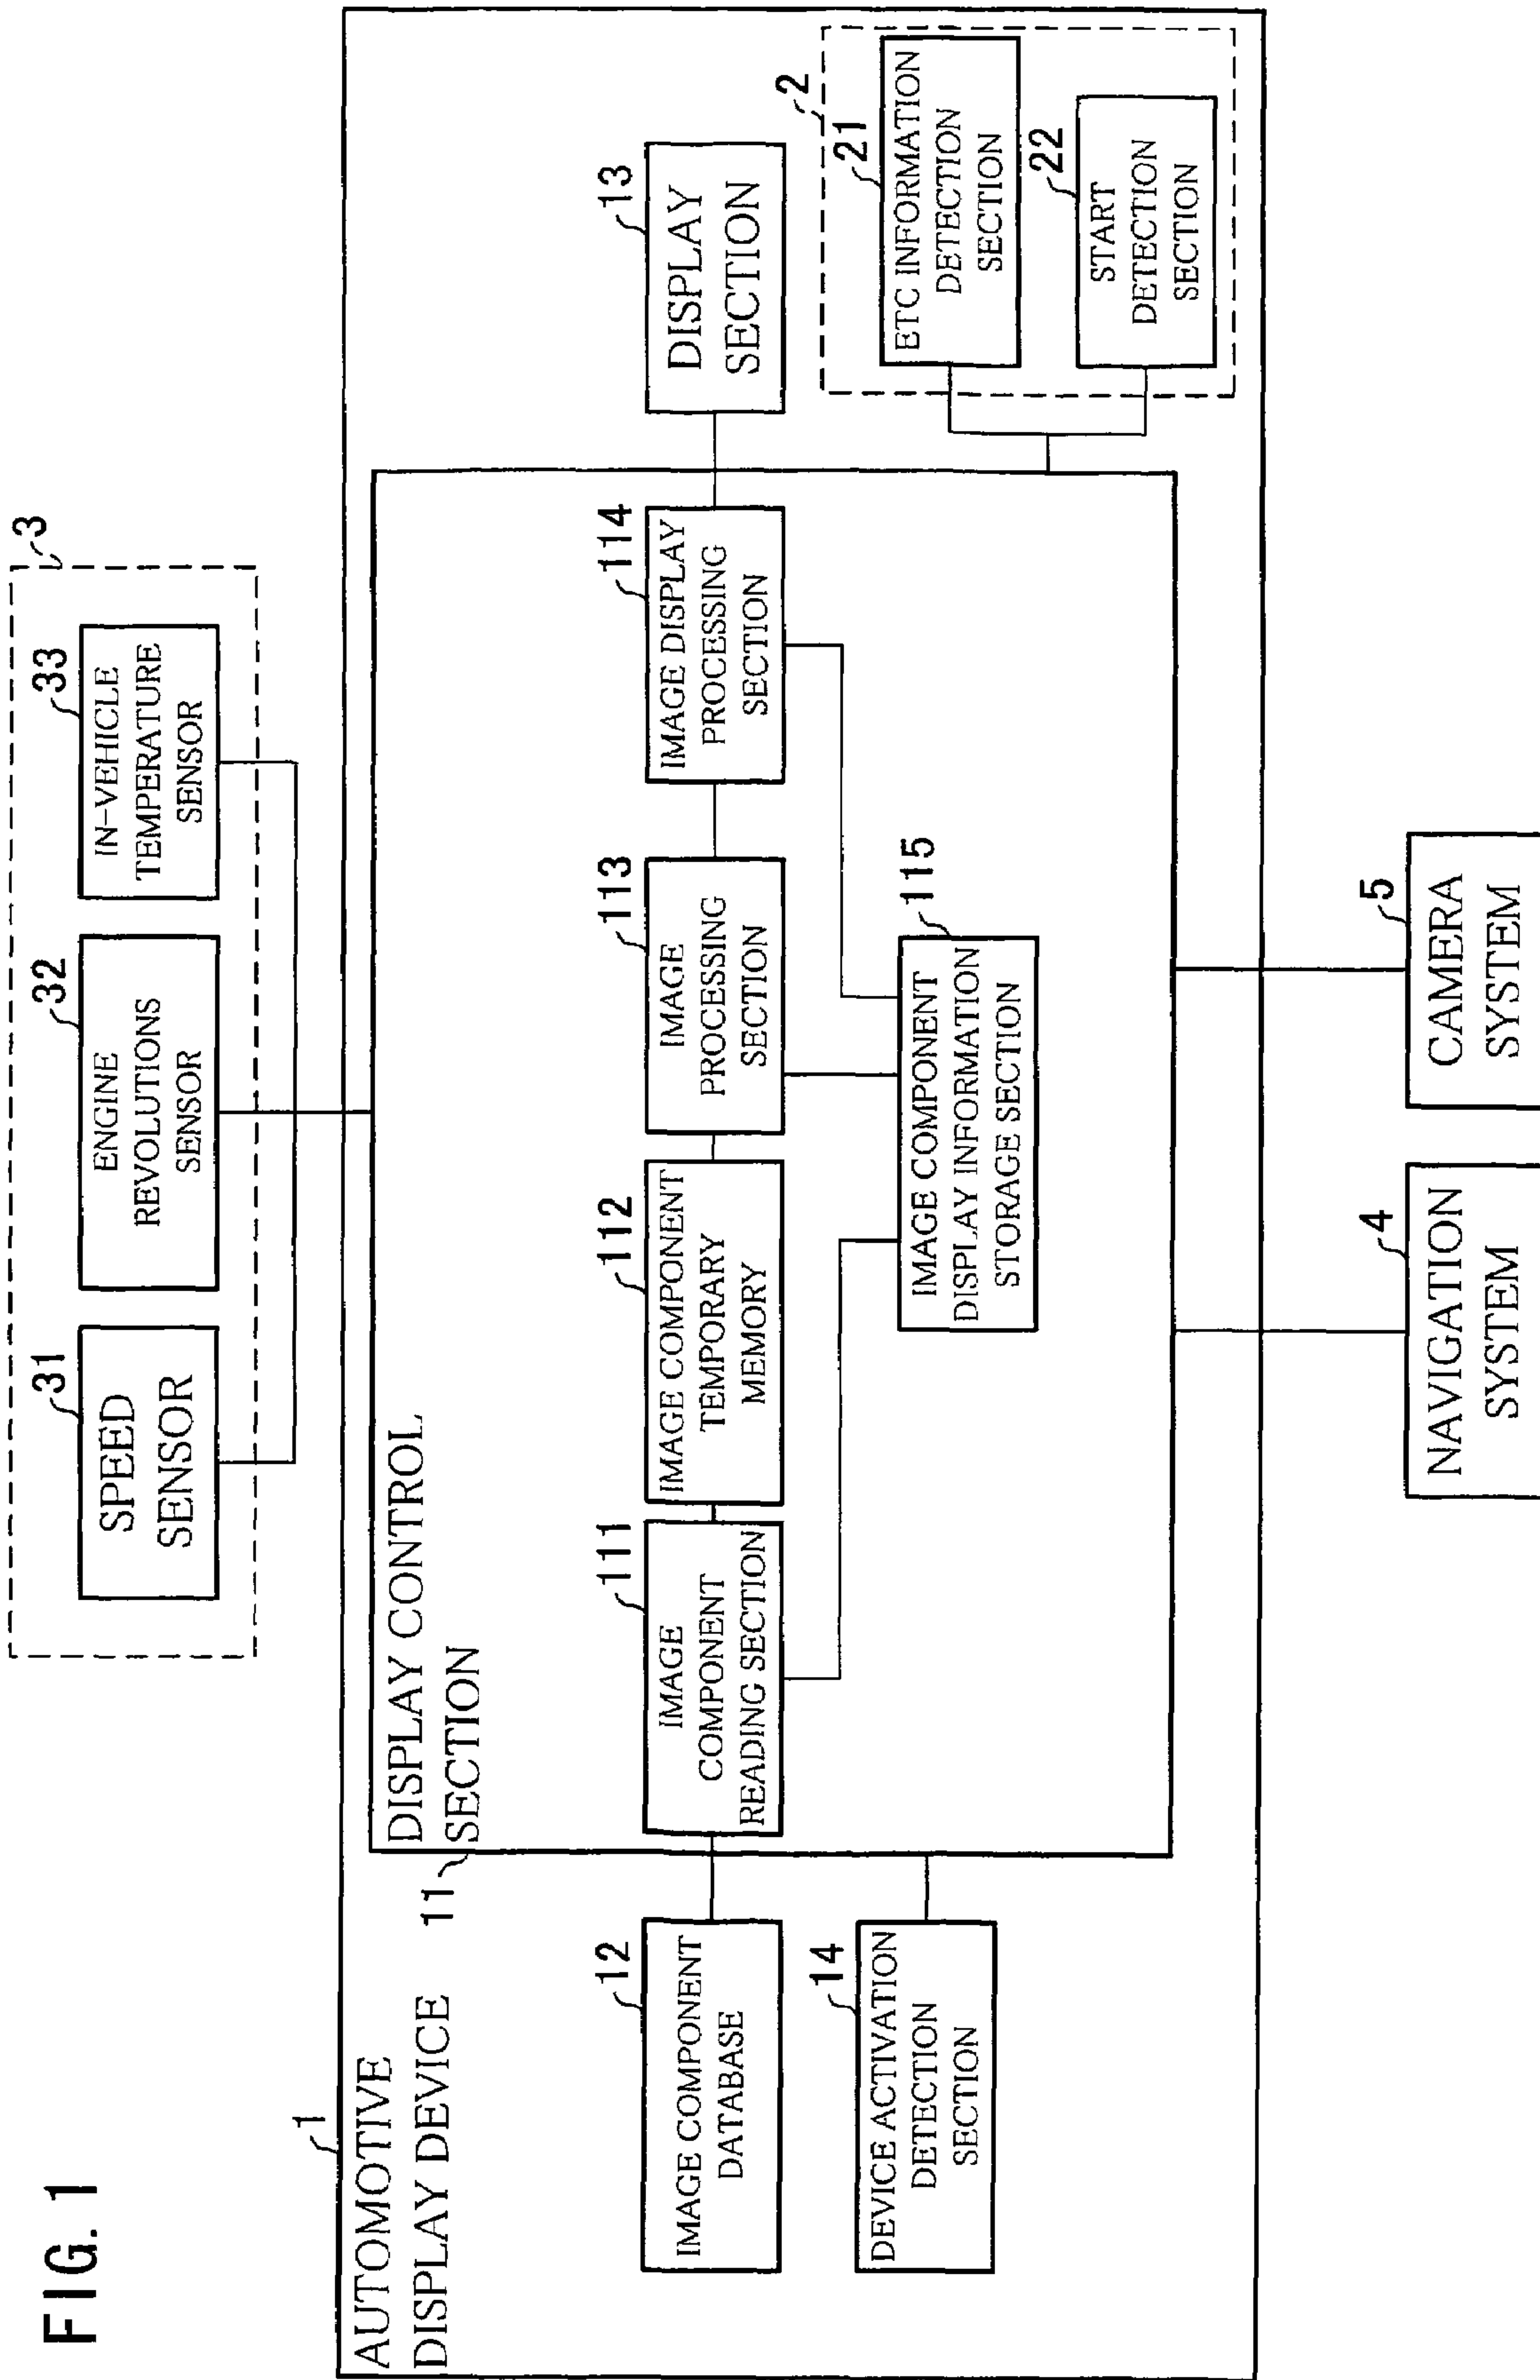 FIG. 1
3
31
SPEED
SENSOR
32
ENGINE
REVOLUTIONS
SENSOR
33
IN-VEHICLE
TEMPERATURE
SENSOR
1
AUTOMOTIVE
DISPLAY DEVICE
11
DISPLAY CONTROL
SECTION
12
IMAGE COMPONENT
DATABASE
111
IMAGE
COMPONENT
READING SECTION
112
IMAGE COMPONENT
TEMPORARY
MEMORY
113
IMAGE
PROCESSING
SECTION
114
IMAGE DISPLAY
PROCESSING
SECTION
13
DISPLAY
SECTION
14
DEVICE ACTIVATION
DETECTION
SECTION
115
IMAGE COMPONENT
DISPLAY INFORMATION
STORAGE SECTION
2
21
ETC INFORMATION
DETECTION
SECTION
22
START
DETECTION
SECTION
4
NAVIGATION
SYSTEM
5
CAMERA
SYSTEM